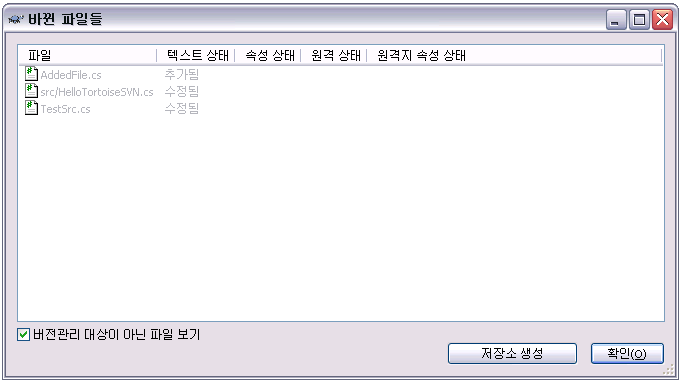 바뀐 파일들
파일 텍스트 상태 속성 상태 원격 상태 원격지 속성 상태
AddedFile.cs 추가됨
src/HelloTortoiseSVN.cs 수정됨
TestSrc.cs 수정됨
버전관리 대상이 아닌 파일 보기
저장소 생성 확인(O)